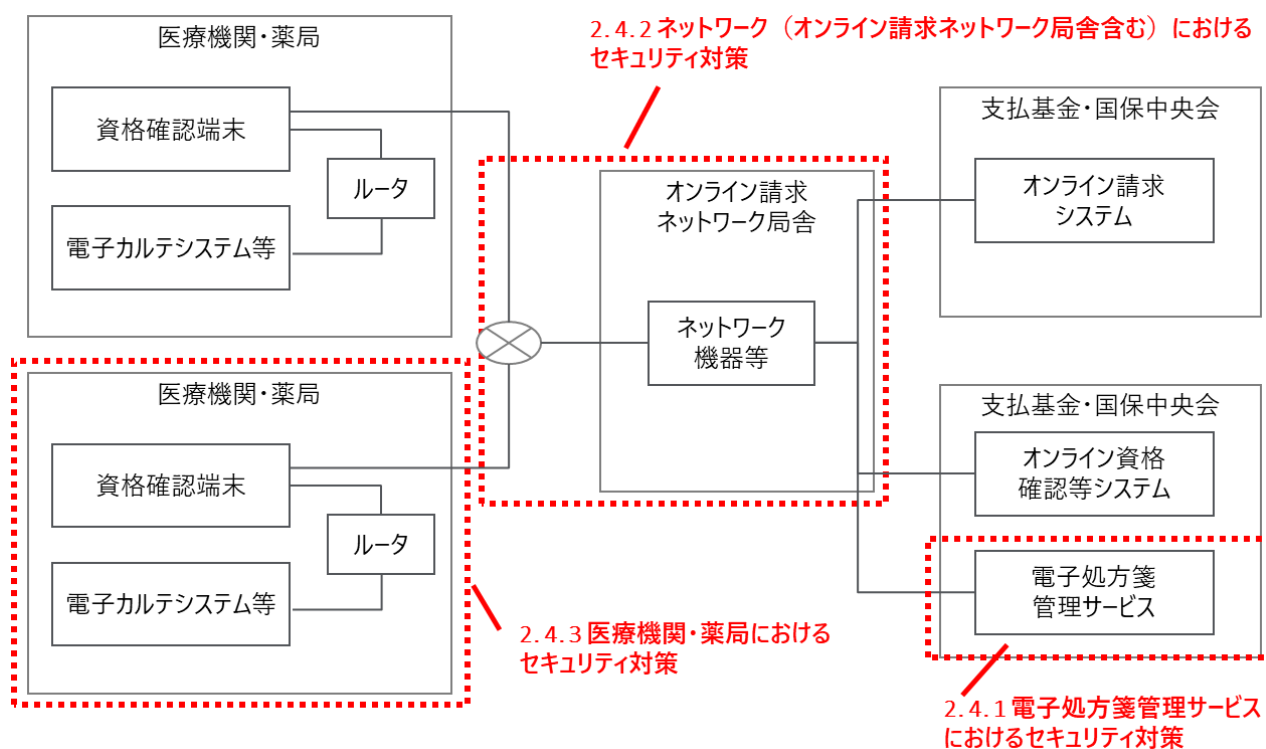 医療機関・薬局
資格確認端末
ルータ
電子カルテシステム等
医療機関・薬局
資格確認端末
ルータ
電子カルテシステム等
2.4.3医療機関・薬局における
セキュリティ対策
2.4.2ネットワーク（オンライン請求ネットワーク局舎含む）における
セキュリティ対策
オンライン請求
ネットワーク局舎
ネットワーク
機器等
支払基金・国保中央会
オンライン請求
システム
支払基金・国保中央会
オンライン資格
確認等システム
電子処方箋
管理サービス
2.4.1電子処方箋管理サービス
におけるセキュリティ対策